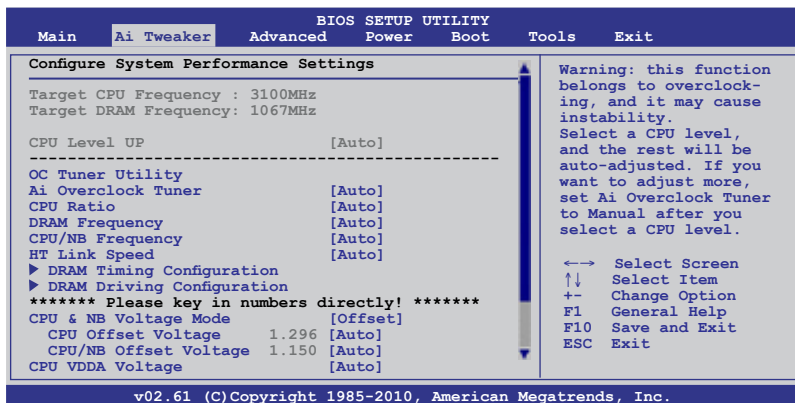 BIOS SETUP UTILITY
Main Ai Tweaker Advanced Power Boot Tools Exit
Configure System Performance Settings
Target CPU Frequency : 3100MHz
Target DRAM Frequency: 1067MHz
CPU Level UP [Auto]
--------------------------------------------------
OC Tuner Utility
Ai Overclock Tuner [Auto]
CPU Ratio [Auto]
DRAM Frequency [Auto]
CPU/NB Frequency [Auto]
HT Link Speed [Auto]
DRAM Timing Configuration
DRAM Driving Configuration
******* Please key in numbers directly! *******
CPU & NB Voltage Mode [Offset]
CPU Offset Voltage 1.296 [Auto]
CPU/NB Offset Voltage 1.150 [Auto]
CPU VDDA Voltage [Auto]
Warning: this function
belongs to overclock-
ing, and it may cause
instability.
Select a CPU level,
and the rest will be
auto-adjusted. If you
want to adjust more,
set Ai Overclock Tuner
to Manual after you
select a CPU level.
←→ Select Screen
↑↓ Select Item
+- Change Option
F1 General Help
F10 Save and Exit
ESC Exit
v02.61 (C)Copyright 1985-2010, American Megatrends, Inc.